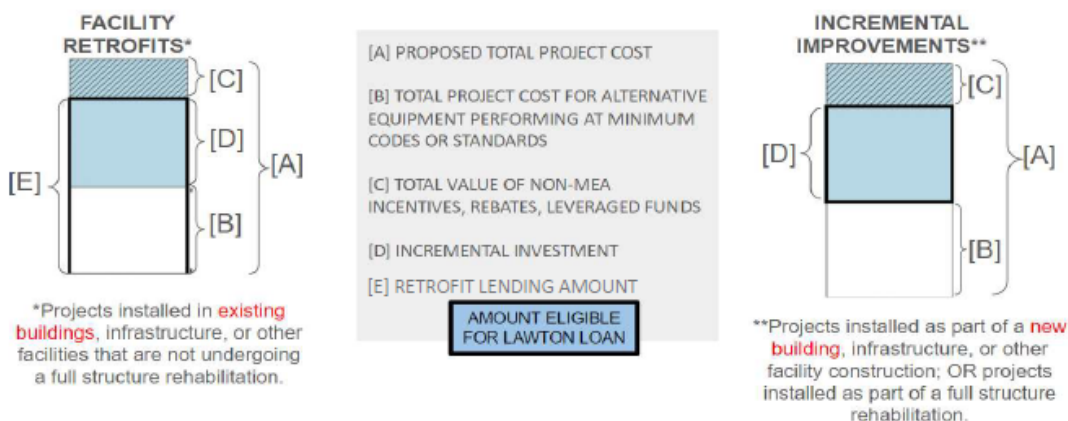 FACILITY
RETROFITS*
[C]
[D]
[E]
[A]
[B]
*Projects installed in existing
buildings, infrastructure, or other
facilities that are not undergoing
a full structure rehabilitation.
[A] PROPOSED TOTAL PROJECT COST
[B] TOTAL PROJECT COST FOR ALTERNATIVE
EQUIPMENT PERFORMING AT MINIMUM
CODES OR STANDARDS
[C] TOTAL VALUE OF NON-MEA
INCENTIVES, REBATES, LEVERAGED FUNDS
[D] INCREMENTAL INVESTMENT
[E] RETROFIT LENDING AMOUNT
AMOUNT ELIGIBLE
FOR LAWTON LOAN
INCREMENTAL
IMPROVEMENTS**
[C]
[D]
[A]
[B]
**Projects installed as part of a new
building, infrastructure, or other
facility construction; OR projects
installed as part of a full structure
rehabilitation.